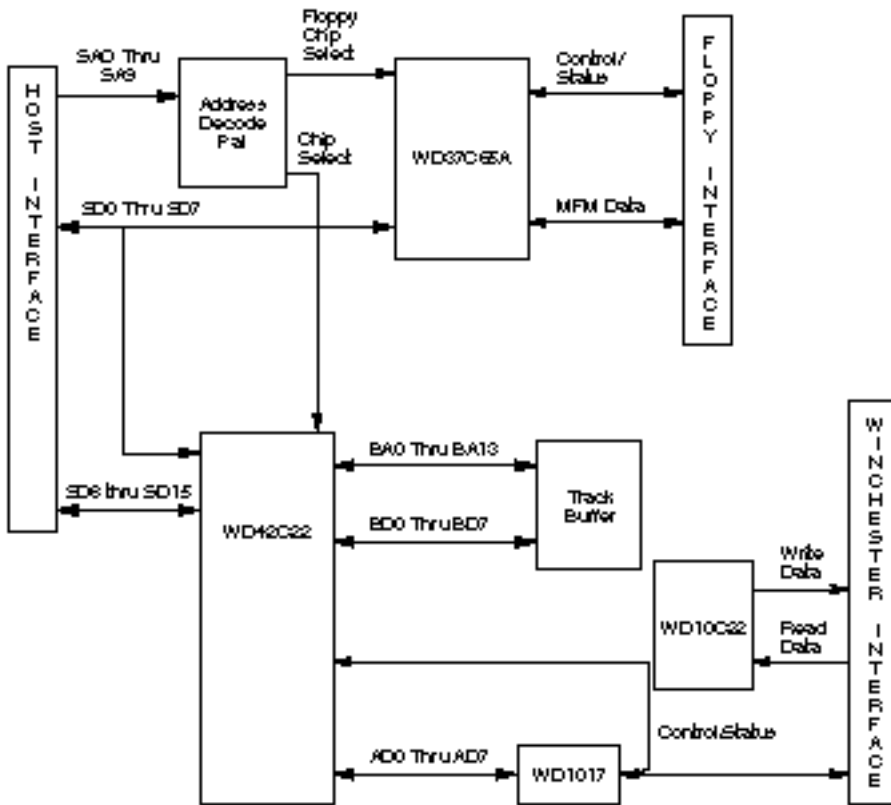 HOST INTERFACE
SA0 Thru
SA9
Address
Decode
Pal
Floppy
Chip
Select
Chip
Select
WD37C65A
Control/
Status
MFM Data
FLOPPY INTERFACE
SD0 Thru SD7
SD8 thru SD15
WD42C22
BA0 Thru BA13
BD0 Thru BD7
Track
Buffer
WD10C22
Write
Data
Read
Data
WINCHESTER INTERFACE
Control/Status
AD0 Thru AD7
WD1017